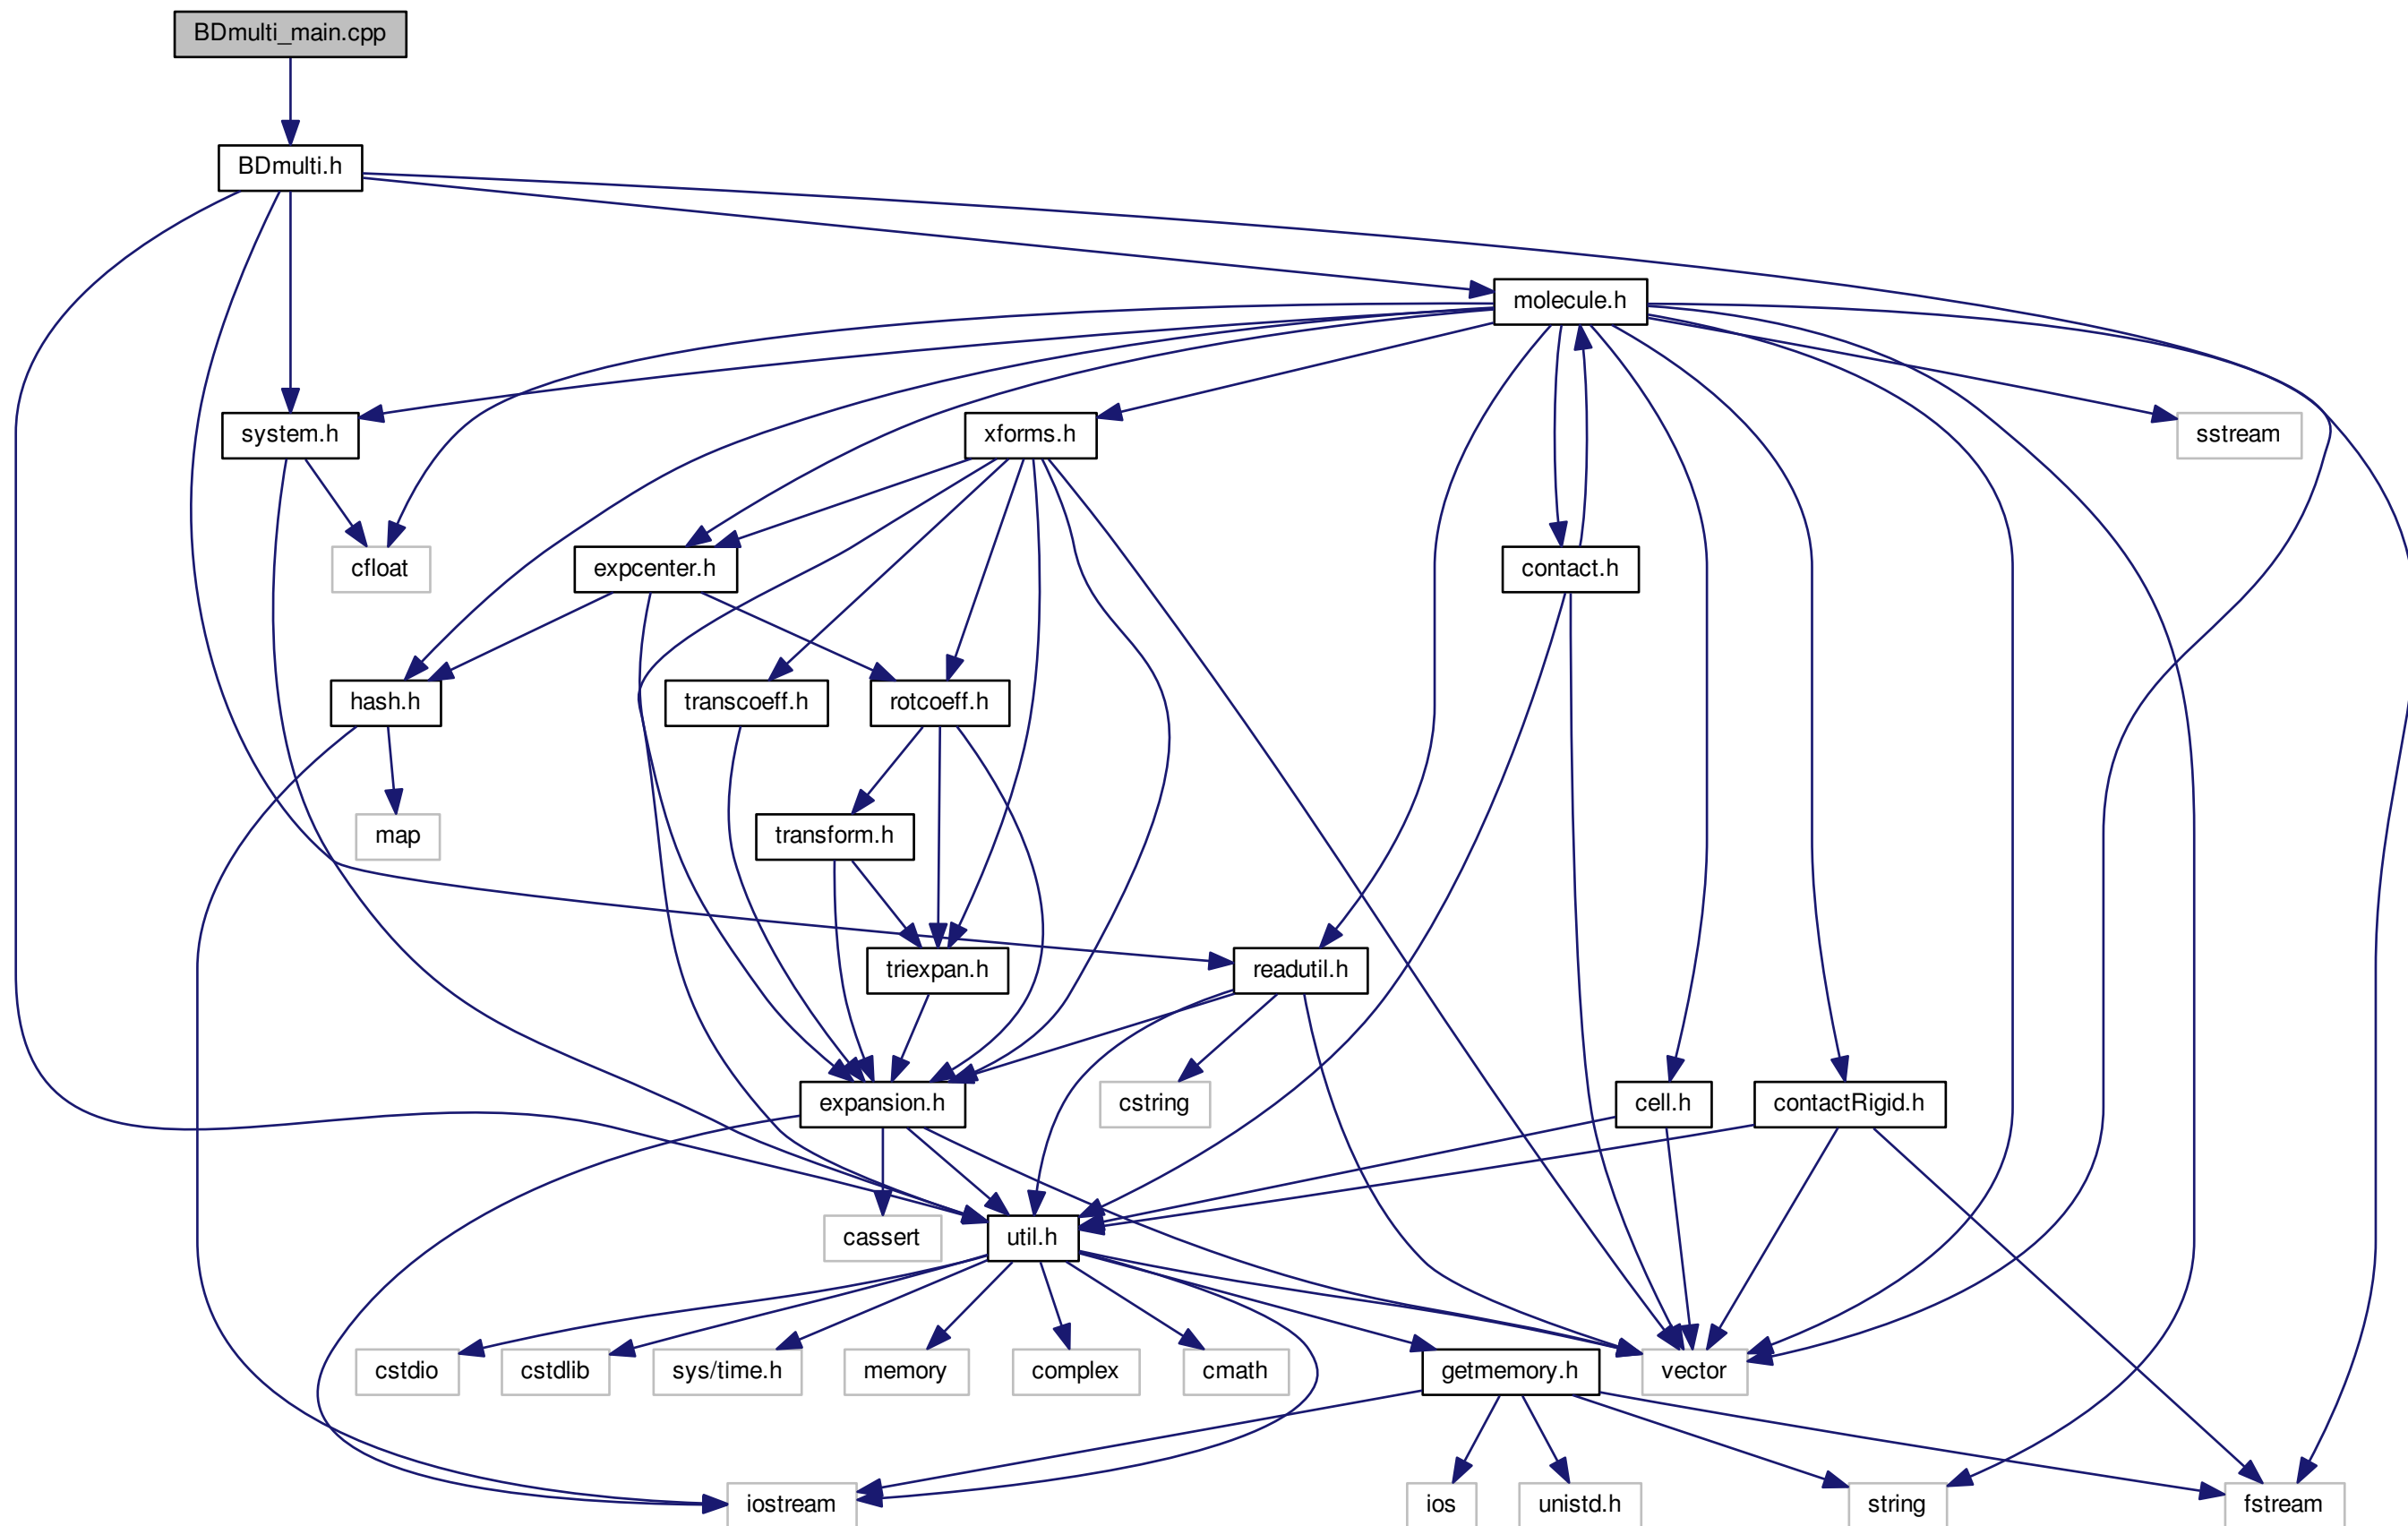 BDmulti_main.cpp
BDmulti.h
molecule.h
system.h
xforms.h
sstream
cfloat
expcenter.h
contact.h
hash.h
transcoeff.h
rotcoeff.h
map
transform.h
triexpan.h
readutil.h
expansion.h
cstring
cell.h
contactRigid.h
cassert
util.h
cstdio
cstdlib
sys/time.h
memory
complex
cmath
getmemory.h
vector
iostream
ios
unistd.h
string
fstream